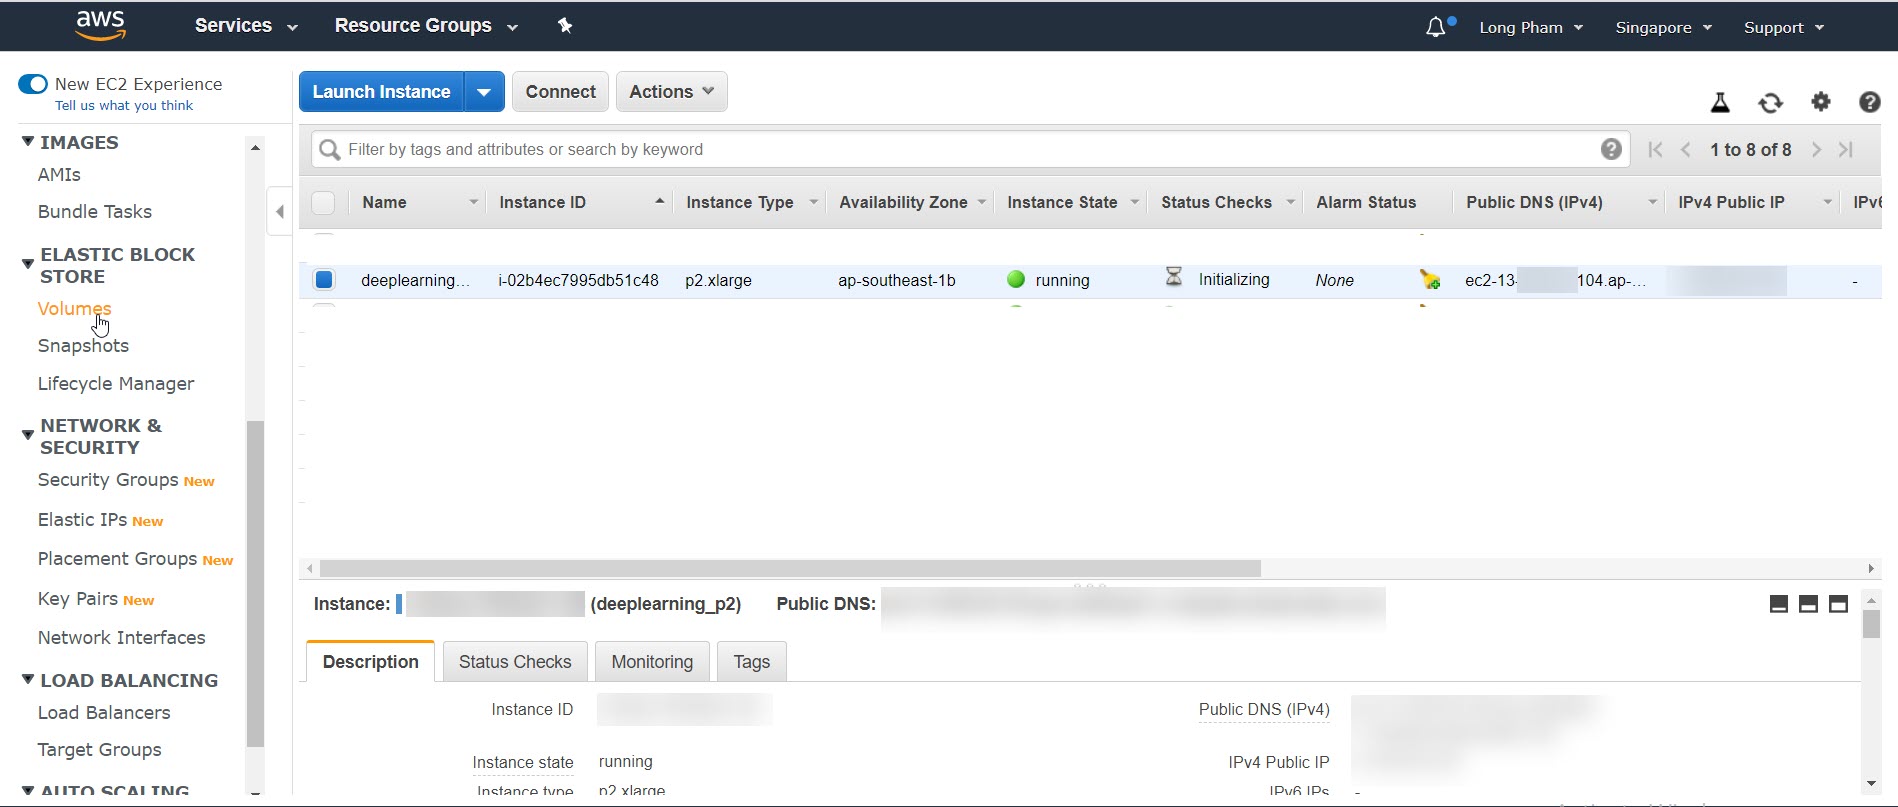 aws Services Resource Groups Long Pham Singapore Support
New EC2 Experience
Tell us what you think
IMAGES
AMIs
Bundle Tasks
ELASTIC BLOCK
STORE
Volumes
Snapshots
Lifecycle Manager
NETWORK &
SECURITY
Security Groups New
Elastic IPs New
Placement Groups New
Key Pairs New
Network Interfaces
LOAD BALANCING
Load Balancers
Target Groups
AUTO SCALING
Launch Instance Connect Actions
Filter by tags and attributes or search by keyword 1 to 8 of 8
Name Instance ID Instance Type Availability Zone Instance State Status Checks Alarm Status Public DNS (IPv4) IPv4 Public IP IPv6
deeplearning... i-02b4ec7995db51c48 p2.xlarge ap-southeast-1b running Initializing None ec2-13- 104.ap-... -
Instance: (deeplearning_p2) Public DNS:
Description Status Checks Monitoring Tags
Instance ID Public DNS (IPv4)
Instance state running IPv4 Public IP
Instance type p2.xlarge IPv6 IPs -